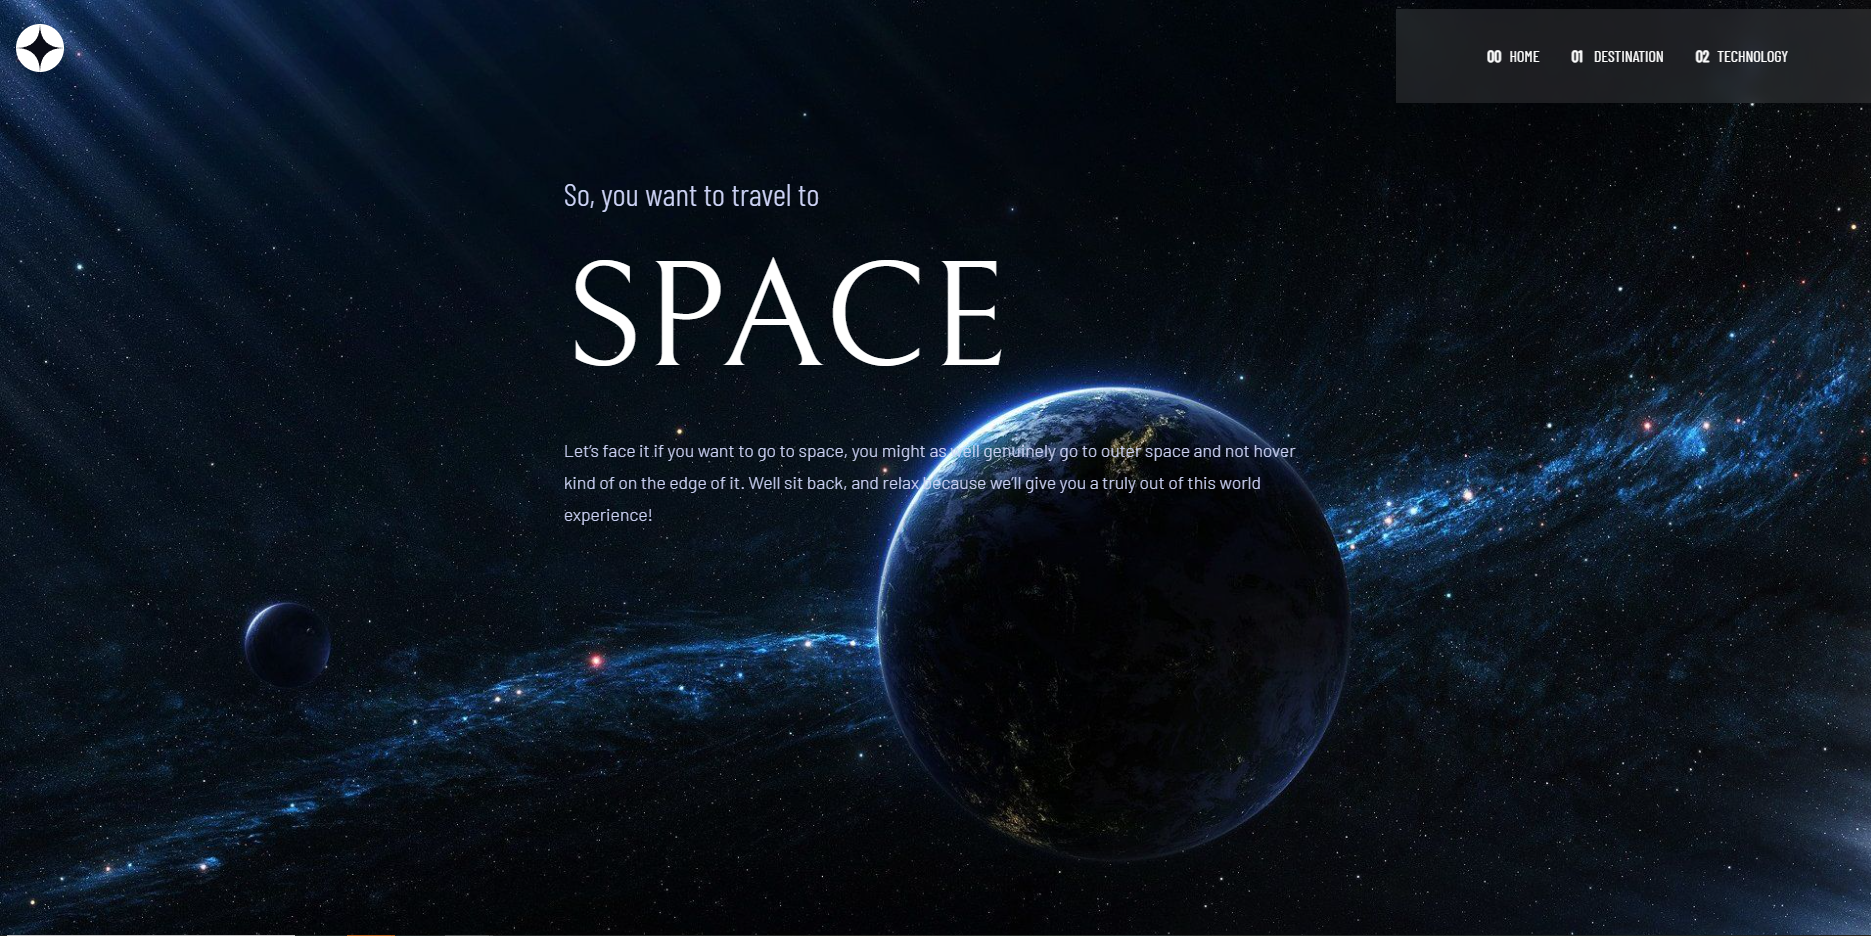 00 HOME 01 DESTINATION 02 TECHNOLOGY
So, you want to travel to
SPACE
Let's face it if you want to go to space, you might as well genuinely go to outer space and not hover
kind of on the edge of it. Well sit back, and relax because we'll give you a truly out of this world
experience!